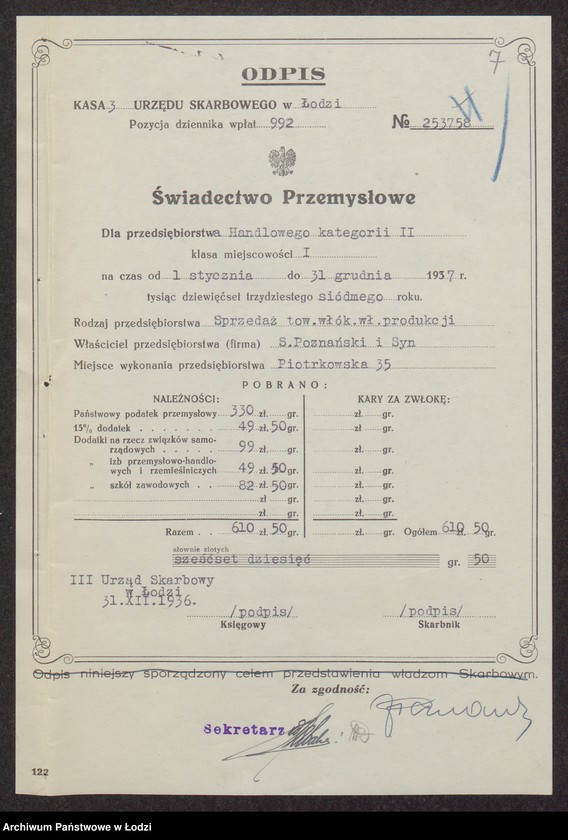 7
ODPIS
KASA 3 URZĘDU SKARBOWEGO w Łodzi
Pozycja dziennika wpłat 992 № 253758
Świadectwo Przemysłowe
Dla przedsiębiorstwa Handlowego kategorii II
klasa miejscowości I
na czas od 1 stycznia do 31 grudnia 1937 r.
tysiąc dziewięćset trzydziestego siódmego roku.
Rodzaj przedsiębiorstwa Sprzedaż tow.włók.wł.produkcji
Właściciel przedsiębiorstwa (firma) S.Poznański i Syn
Miejsce wykonania przedsiębiorstwa Piotrkowska 35
POBRANO:
NALEŻNOŚCI: KARY ZA ZWŁOKĘ:
Państwowy podatek przemysłowy 330 zł. gr. zł. gr.
15% dodatek 49 zł. 50 gr. zł. gr.
Dodatki na rzecz związków samo-
rządowych 99 zł. gr. zł. gr.
„ izb przemysłowo-handlo-
wych i rzemieślniczych 49 zł. 50 gr. zł. gr.
„ szkół zawodowych 82 zł. 50 gr. zł. gr.
zł gr. zł. gr.
zł gr. zł. gr.
Razem 610 zł. 50 gr. zł. gr. Ogółem 610 zł. 50 gr.
słownie złotych
sześćset dziesięć gr. 50
III Urząd Skarbowy
w Łodzi
31.XII.1936.
/podpis/ /podpis/
Księgowy Skarbnik
Odpis niniejszy sporządzony celem przedstawienia władzom Skarbowym.
Za zgodność:
Sekretarz
122
Archiwum Państwowe w Łodzi